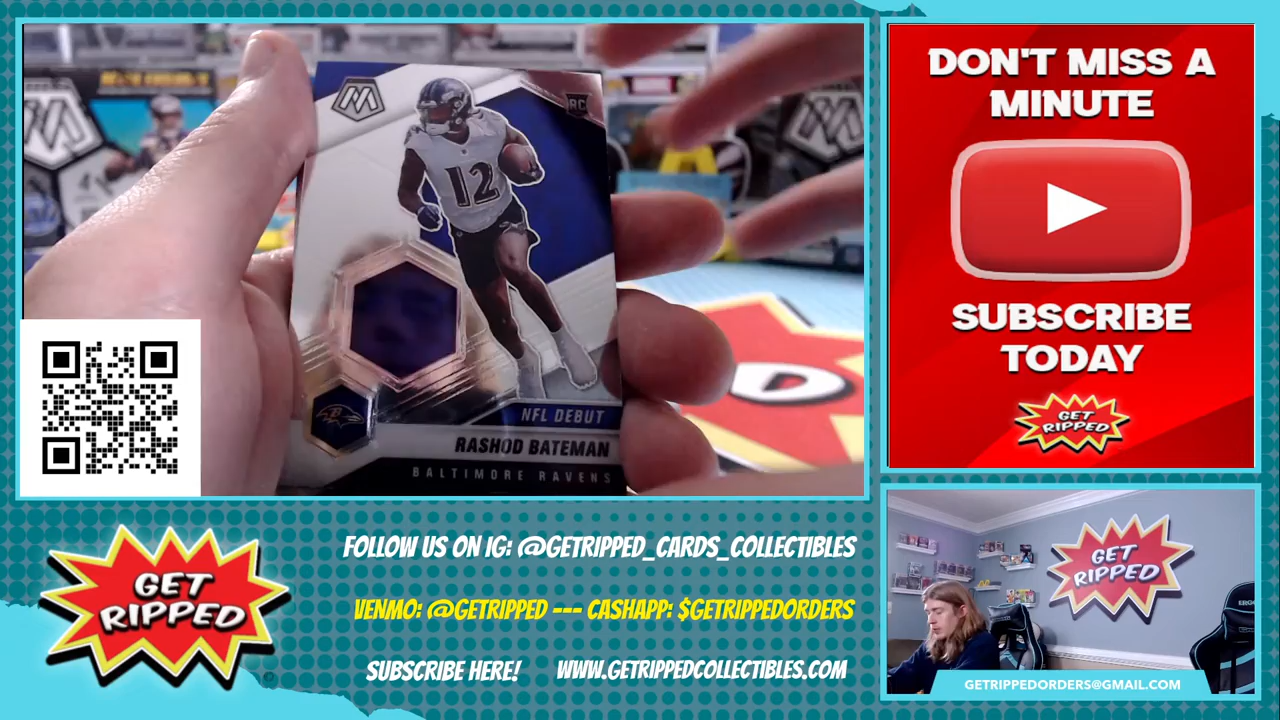 RC
12
NFL DEBUT
RASHOD BATEMAN
BALTIMORE RAVENS
DON'T MISS A
MINUTE
SUBSCRIBE
TODAY
GET
RIPPED
GET
RIPPED
FOLLOW US ON IG: @GETRIPPED_CARDS_COLLECTIBLES
VENMO: @GETRIPPED --- CASHAPP: $GETRIPPEDORDERS
SUBSCRIBE HERE! WWW.GETRIPPEDCOLLECTIBLES.COM
GET
RIPPED
GETRIPPEDORDERS@GMAIL.COM